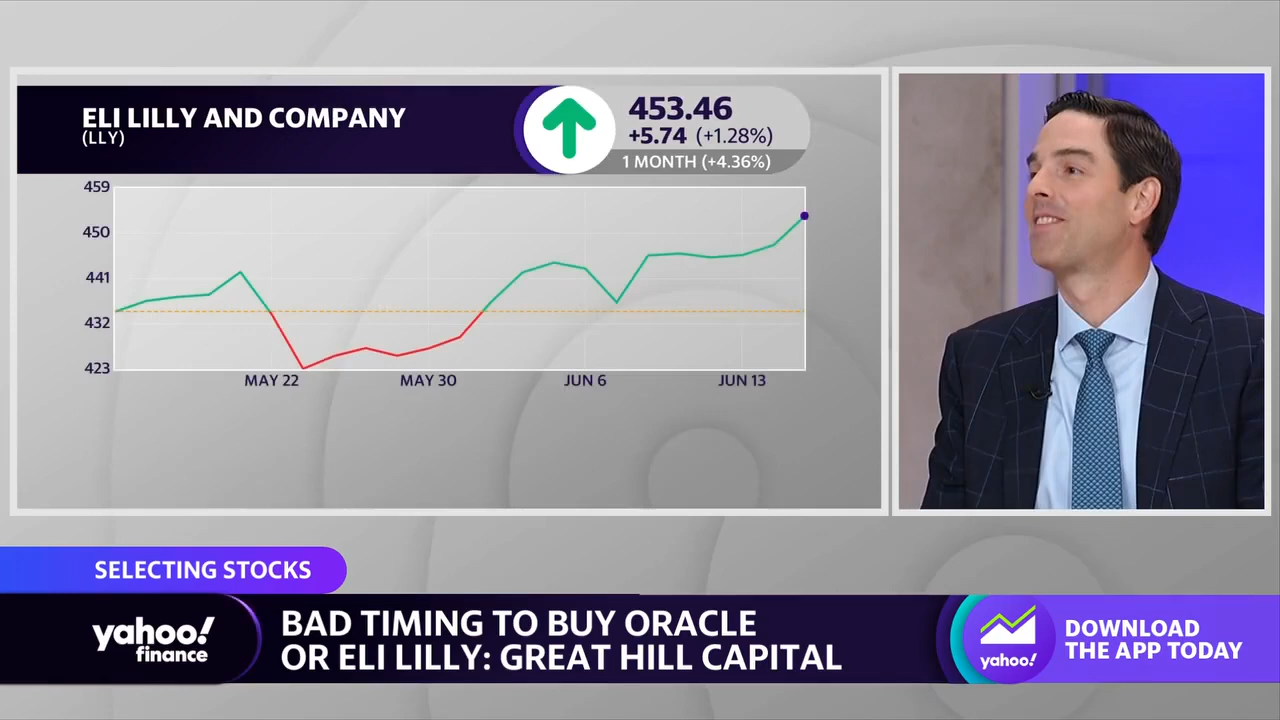 ELI LILLY AND COMPANY
(LLY)
453.46
+5.74 (+1.28%)
1 MONTH (+4.36%)
459
450
441
432
423
MAY 22
MAY 30
JUN 6
JUN 13
SELECTING STOCKS
yahoo!
finance
BAD TIMING TO BUY ORACLE
OR ELI LILLY: GREAT HILL CAPITAL
yahoo!
DOWNLOAD
THE APP TODAY